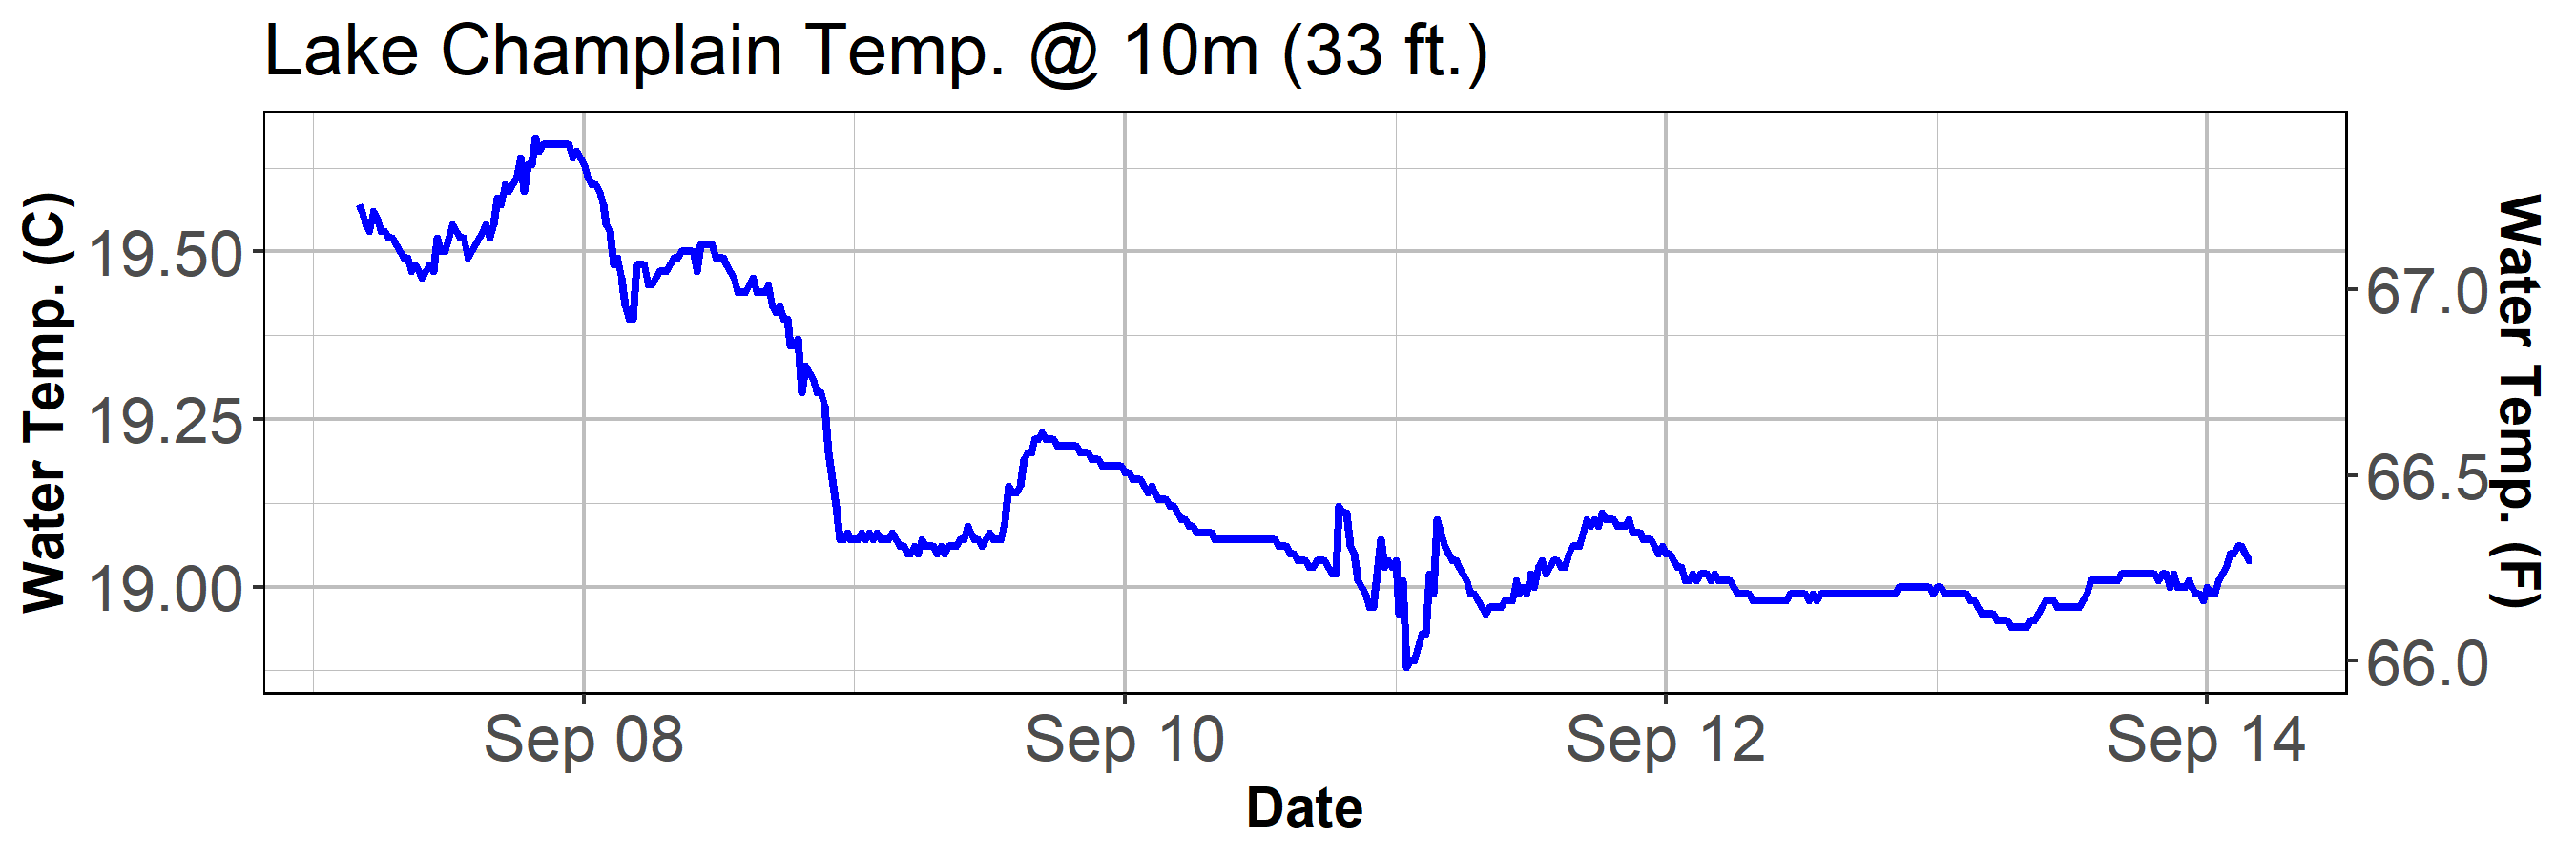 Lake Champlain Temp. @ 10m (33 ft.)
Water Temp. (C)
19.50
19.25
19.00
67.0
66.5
66.0
Water Temp. (F)
Sep 08
Sep 10
Sep 12
Sep 14
Date